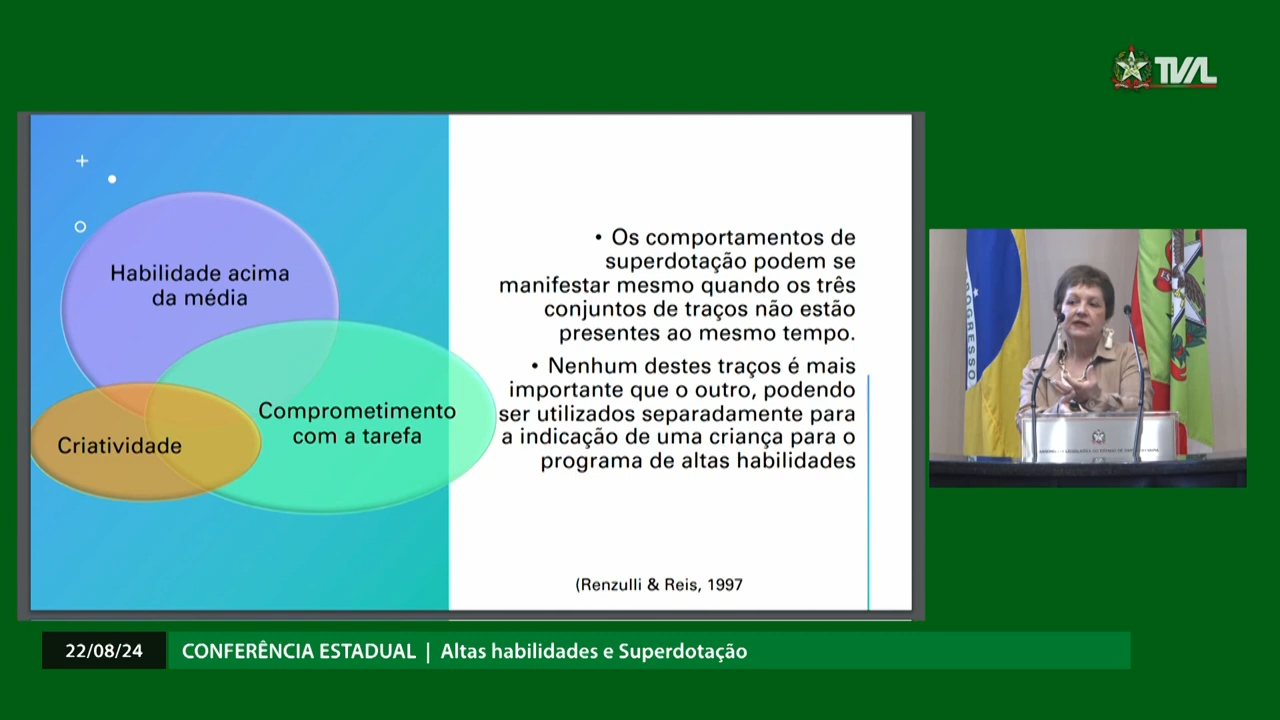 TVAL
Habilidade acima
da média
Comprometimento
com a tarefa
Criatividade
• Os comportamentos de
superdotação podem se
manifestar mesmo quando os três
conjuntos de traços não estão
presentes ao mesmo tempo.
• Nenhum destes traços é mais
importante que o outro, podendo
ser utilizados separadamente para
a indicação de uma criança para o
programa de altas habilidades
(Renzulli & Reis, 1997
PROGRESSO
22/08/24
CONFERÊNCIA ESTADUAL | Altas habilidades e Superdotação